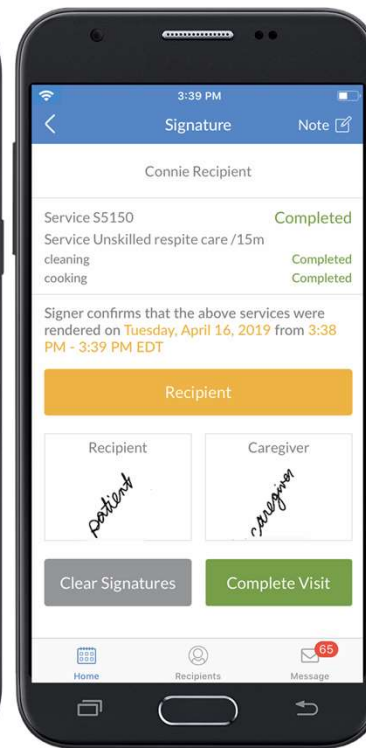 3:39 PM
Signature
Note
Connie Recipient
Service S5150 Completed
Service Unskilled respite care /15m
cleaning Completed
cooking Completed
Signer confirms that the above services were
rendered on Tuesday, April 16, 2019 from 3:38
PM - 3:39 PM EDT
Recipient
Recipient
patient
Caregiver
caregiver
Clear Signatures
Complete Visit
Home
Recipients
65
Message